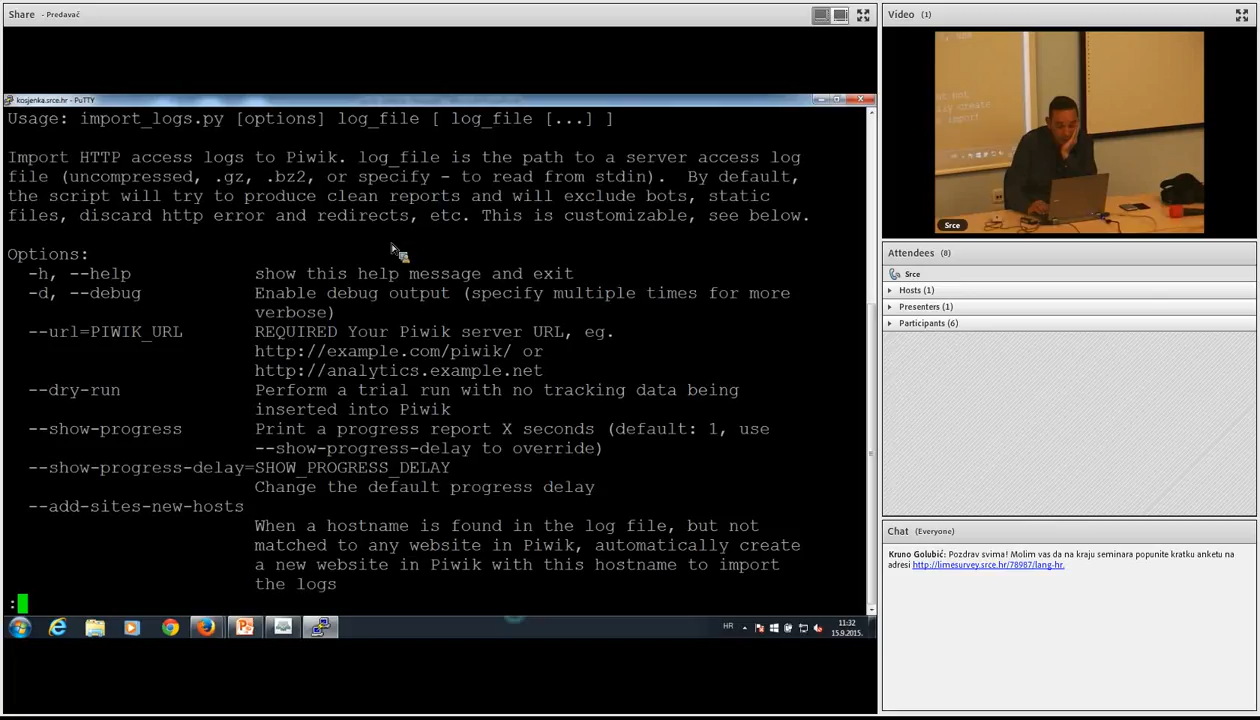 Share - Predavač
kosjenka.srce.hr - PuTTY
Usage: import_logs.py [options] log_file [ log_file [...] ]
Import HTTP access logs to Piwik. log_file is the path to a server access log
file (uncompressed, .gz, .bz2, or specify - to read from stdin).  By default,
the script will try to produce clean reports and will exclude bots, static
files, discard http error and redirects, etc. This is customizable, see below.
Options:
-h, --help show this help message and exit
-d, --debug Enable debug output (specify multiple times for more
verbose)
--url=PIWIK_URL REQUIRED Your Piwik server URL, eg.
http://example.com/piwik/ or
http://analytics.example.net
--dry-run Perform a trial run with no tracking data being
inserted into Piwik
--show-progress Print a progress report X seconds (default: 1, use
--show-progress-delay to override)
--show-progress-delay=SHOW_PROGRESS_DELAY
Change the default progress delay
--add-sites-new-hosts
When a hostname is found in the log file, but not
matched to any website in Piwik, automatically create
a new website in Piwik with this hostname to import
the logs
:
HR
11:32
15.9.2015.
Video (1)
Srce
Attendees (8)
Srce
Hosts (1)
Presenters (1)
Participants (6)
Chat (Everyone)
Kruno Golubić: Pozdrav svima! Molim vas da na kraju seminara popunite kratku anketu na
adresi http://limesurvey.srce.hr/78987/lang-hr.